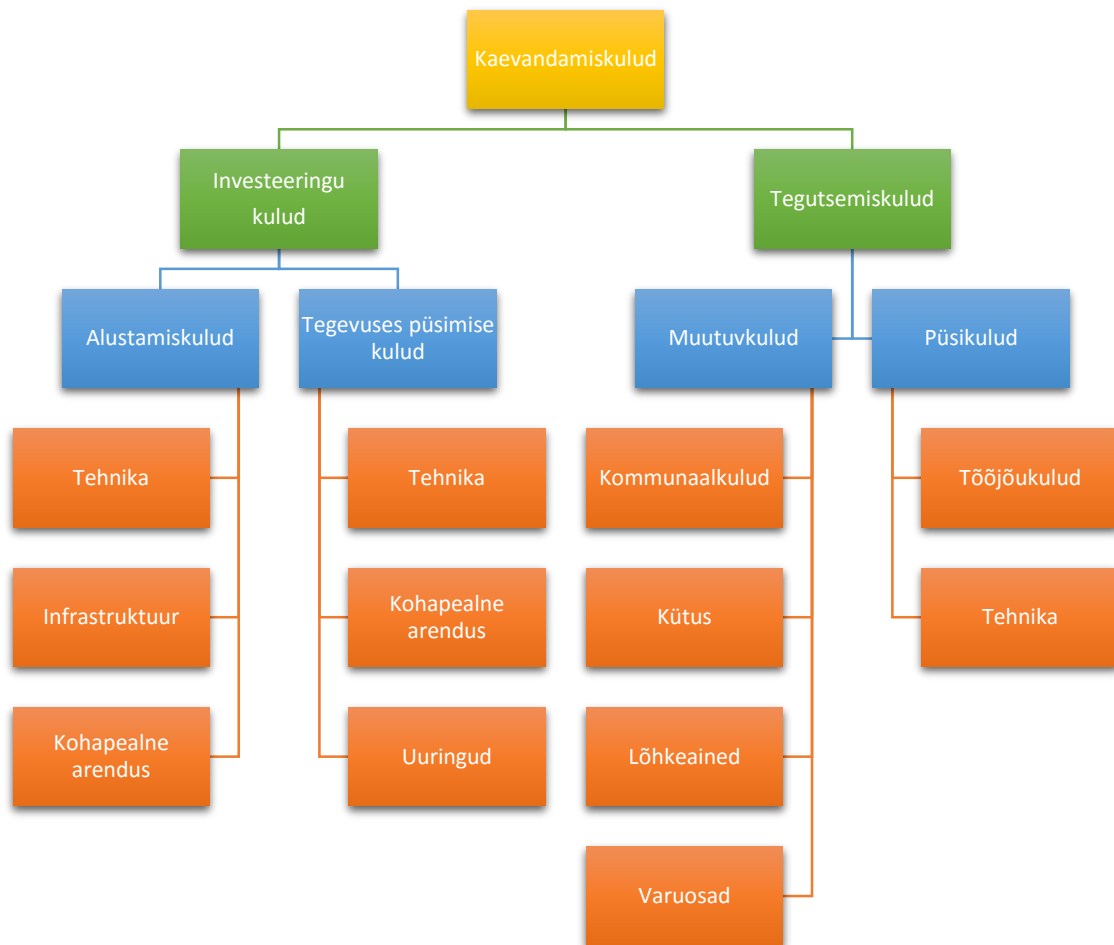 Kaevandamiskulud
Investeeringu
kulud
Tegutsemiskulud
Alustamiskulud
Tegevuses püsimise
kulud
Muutuvkulud
Püsikulud
Tehnika
Tehnika
Kommunaalkulud
Tööjõukulud
Infrastruktuur
Kohapealne
arendus
Kütus
Tehnika
Kohapealne
arendus
Uuringud
Lõhkeained
Varuosad